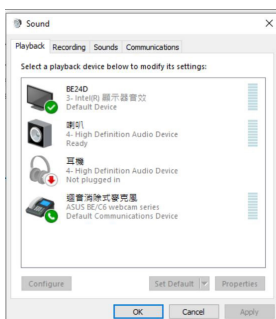 Sound
Playback
Recording
Sounds
Communications
Select a playback device below to modify its settings:
BE24D
3- Intel(R) 顯示器音效
Default Device
喇叭
4- High Definition Audio Device
Ready
耳機
4- High Definition Audio Device
Not plugged in
迴音消除式麥克風
ASUS BE/C6 webcam series
Default Communications Device
Configure
Set Default
Properties
OK
Cancel
Apply